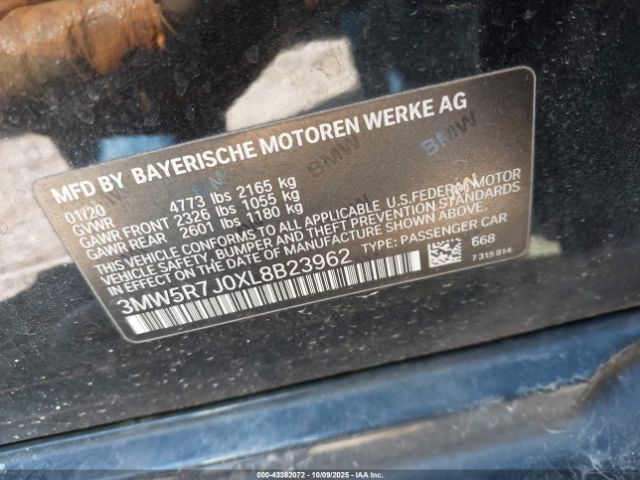 MFD BY BAYERISCHE MOTOREN WERKE AG
01/20
GVWR 4773 lbs 2165 kg
GAWR FRONT 2326 lbs 1055 kg
GAWR REAR 2601 lbs 1180 kg
THIS VEHICLE CONFORMS TO ALL APPLICABLE U.S.FEDERAL MOTOR
VEHICLE SAFETY, BUMPER AND THEFT PREVENTION STANDARDS
IN EFFECT ON THE DATE OF MANUFACTURE SHOWN ABOVE.
3MW5R7J0XL8B23962 TYPE: PASSENGER CAR
668
7 315 814
BMW
BMW
BMW
000-43382072 - 10/09/2025 - IAA Inc.